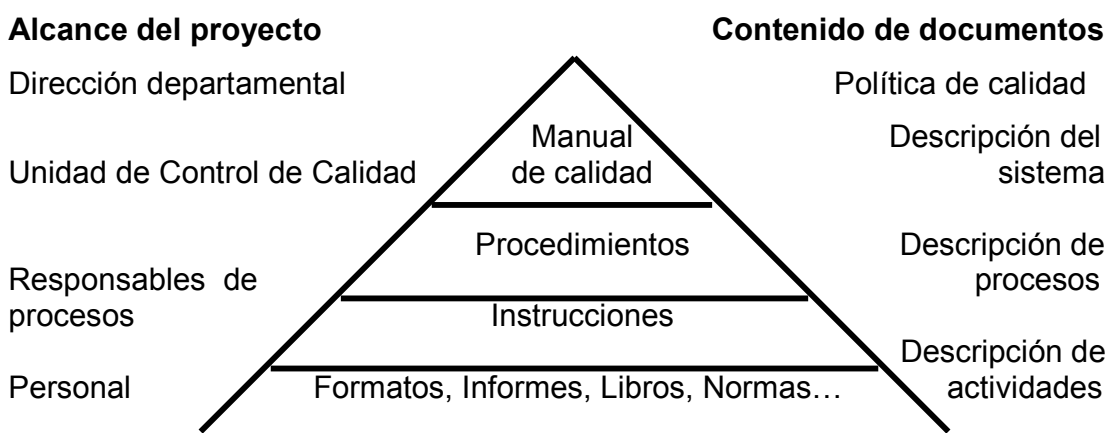 Alcance del proyecto
Contenido de documentos
Dirección departamental
Política de calidad
Manual
de calidad
Descripción del
sistema
Unidad de Control de Calidad
Procedimientos
Descripción de
procesos
Responsables de
procesos
Instrucciones
Descripción de
actividades
Personal
Formatos, Informes, Libros, Normas…